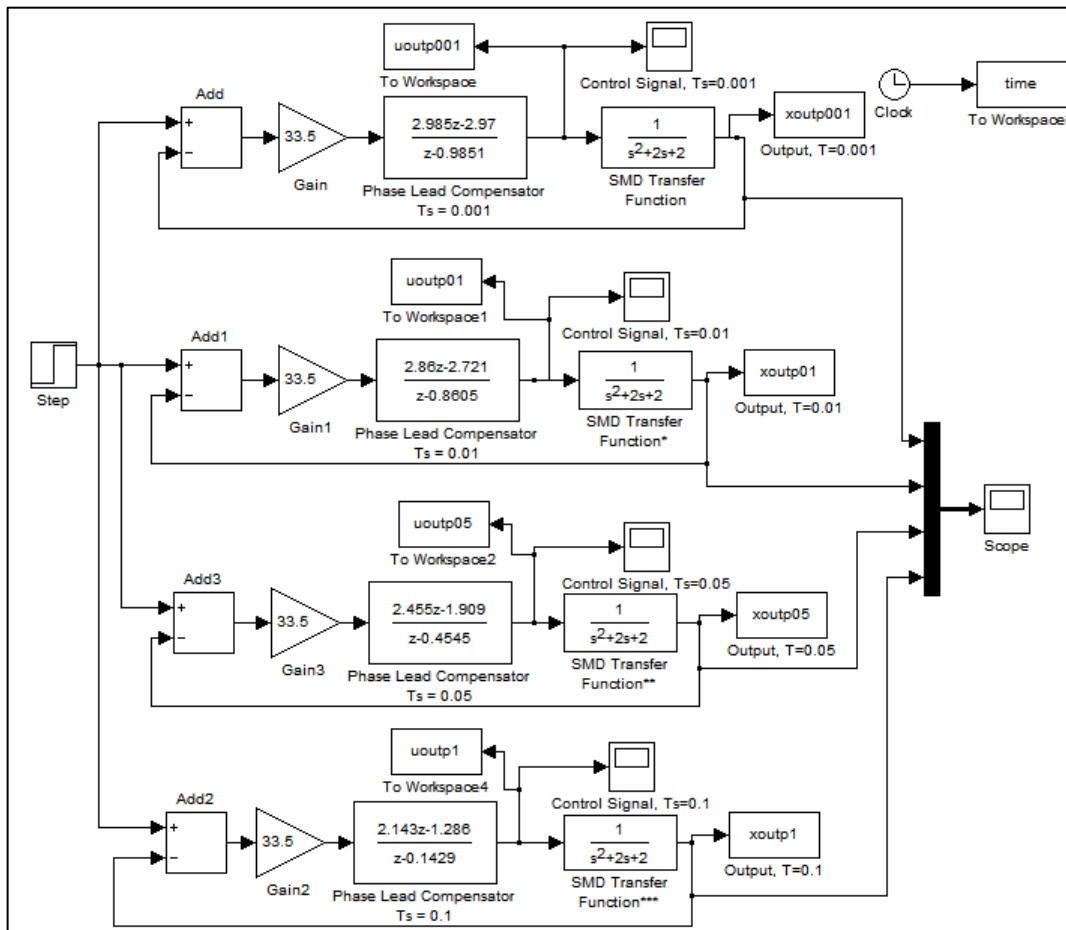 uoutp001
To Workspace
Control Signal, Ts=0.001
Clock
time
To Workspace
Add
+
−
33.5
Gain
2.985z-2.97
z-0.9851
Phase Lead Compensator
Ts = 0.001
1
s²+2s+2
SMD Transfer
Function
xoutp001
Output, T=0.001
uoutp01
To Workspace1
Control Signal, Ts=0.01
Step
Add1
+
−
33.5
Gain1
2.86z-2.721
z-0.8605
Phase Lead Compensator
Ts = 0.01
1
s²+2s+2
SMD Transfer
Function*
xoutp01
Output, T=0.01
Scope
uoutp05
To Workspace2
Control Signal, Ts=0.05
Add3
+
−
33.5
Gain3
2.455z-1.909
z-0.4545
Phase Lead Compensator
Ts = 0.05
1
s²+2s+2
SMD Transfer
Function**
xoutp05
Output, T=0.05
uoutp1
To Workspace4
Control Signal, Ts=0.1
Add2
+
−
33.5
Gain2
2.143z-1.286
z-0.1429
Phase Lead Compensator
Ts = 0.1
1
s²+2s+2
SMD Transfer
Function***
xoutp1
Output, T=0.1